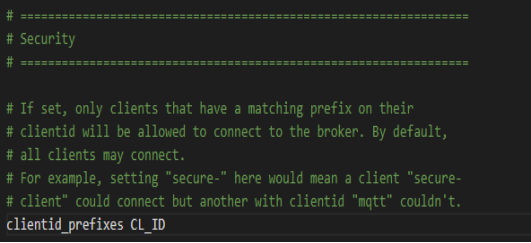 # =================================================================
# Security
# =================================================================
# If set, only clients that have a matching prefix on their
# clientid will be allowed to connect to the broker. By default,
# all clients may connect.
# For example, setting "secure-" here would mean a client "secure-
# client" could connect but another with clientid "mqtt" couldn't.
clientid_prefixes CL_ID